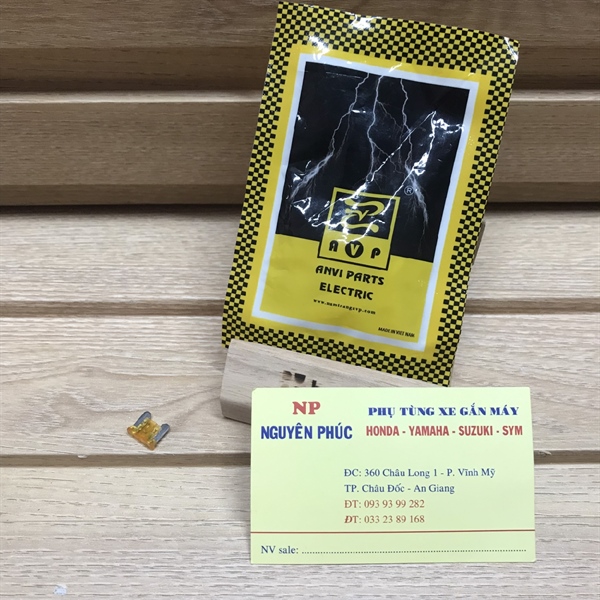 ®
AVP
ANVI PARTS
ELECTRIC
www.namtrangavp.com
MADE IN VIET NAM
NP
NGUYÊN PHÚC
PHỤ TÙNG XE GẮN MÁY
HONDA - YAMAHA - SUZUKI - SYM
ĐC: 360 Châu Long 1 - P. Vĩnh Mỹ
TP. Châu Đốc - An Giang
ĐT: 093 93 99 282
ĐT: 033 23 89 168
NV sale: ................................................................